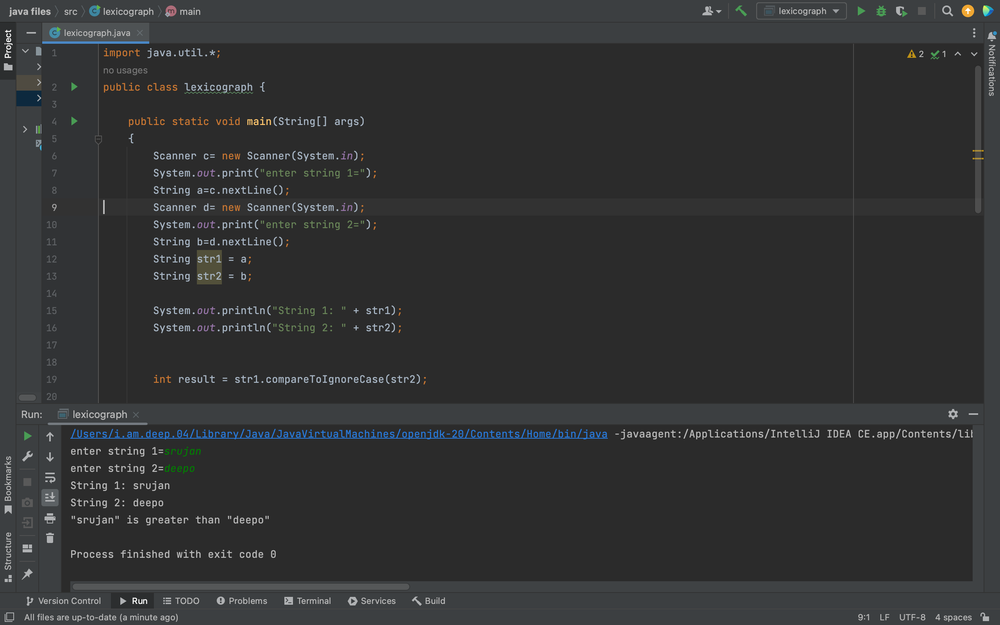 java files src lexicograph main
lexicograph
Project
lexicograph.java
Notifications
2 1
1 import java.util.*;
no usages
2 public class lexicograph {
3
4 public static void main(String[] args)
5 {
6 Scanner c= new Scanner(System.in);
7 System.out.print("enter string 1=");
8 String a=c.nextLine();
9 Scanner d= new Scanner(System.in);
10 System.out.print("enter string 2=");
11 String b=d.nextLine();
12 String str1 = a;
13 String str2 = b;
14
15 System.out.println("String 1: " + str1);
16 System.out.println("String 2: " + str2);
17
18
19 int result = str1.compareToIgnoreCase(str2);
20
Run: lexicograph
/Users/i.am.deep.04/Library/Java/JavaVirtualMachines/openjdk-20/Contents/Home/bin/java -javaagent:/Applications/IntelliJ IDEA CE.app/Contents/lib
enter string 1=srujan
enter string 2=deepo
String 1: srujan
String 2: deepo
"srujan" is greater than "deepo"
Process finished with exit code 0
Bookmarks
Structure
Version Control Run TODO Problems Terminal Services Build
All files are up-to-date (a minute ago) 9:1 LF UTF-8 4 spaces